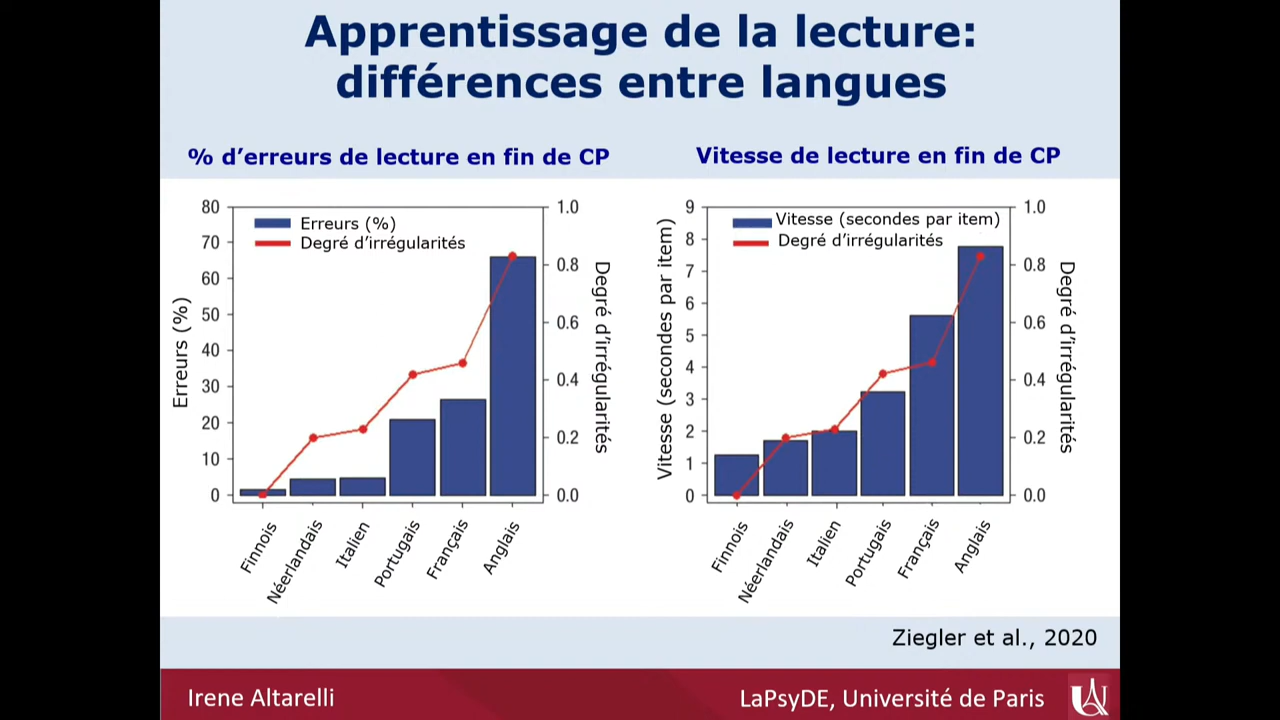 Apprentissage de la lecture:
différences entre langues
% d'erreurs de lecture en fin de CP
Erreurs (%)
Degré d'irrégularités
80
70
60
50
40
30
20
10
0
Erreurs (%)
1.0
0.8
0.6
0.4
0.2
0.0
Degré d'irrégularités
Finnois
Néerlandais
Italien
Portugais
Français
Anglais
Vitesse de lecture en fin de CP
Vitesse (secondes par item)
Degré d'irrégularités
9
8
7
6
5
4
3
2
1
0
Vitesse (secondes par item)
1.0
0.8
0.6
0.4
0.2
0.0
Degré d'irrégularités
Finnois
Néerlandais
Italien
Portugais
Français
Anglais
Ziegler et al., 2020
Irene Altarelli
LaPsyDE, Université de Paris